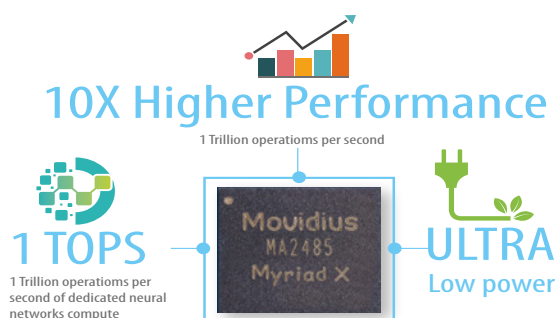 10X Higher Performance
1 Trillion operatioms per second
Movidius
MA2485
Myriad X
1 TOPS
1 Trillion operatioms per
second of dedicated neural
networks compute
ULTRA
Low power